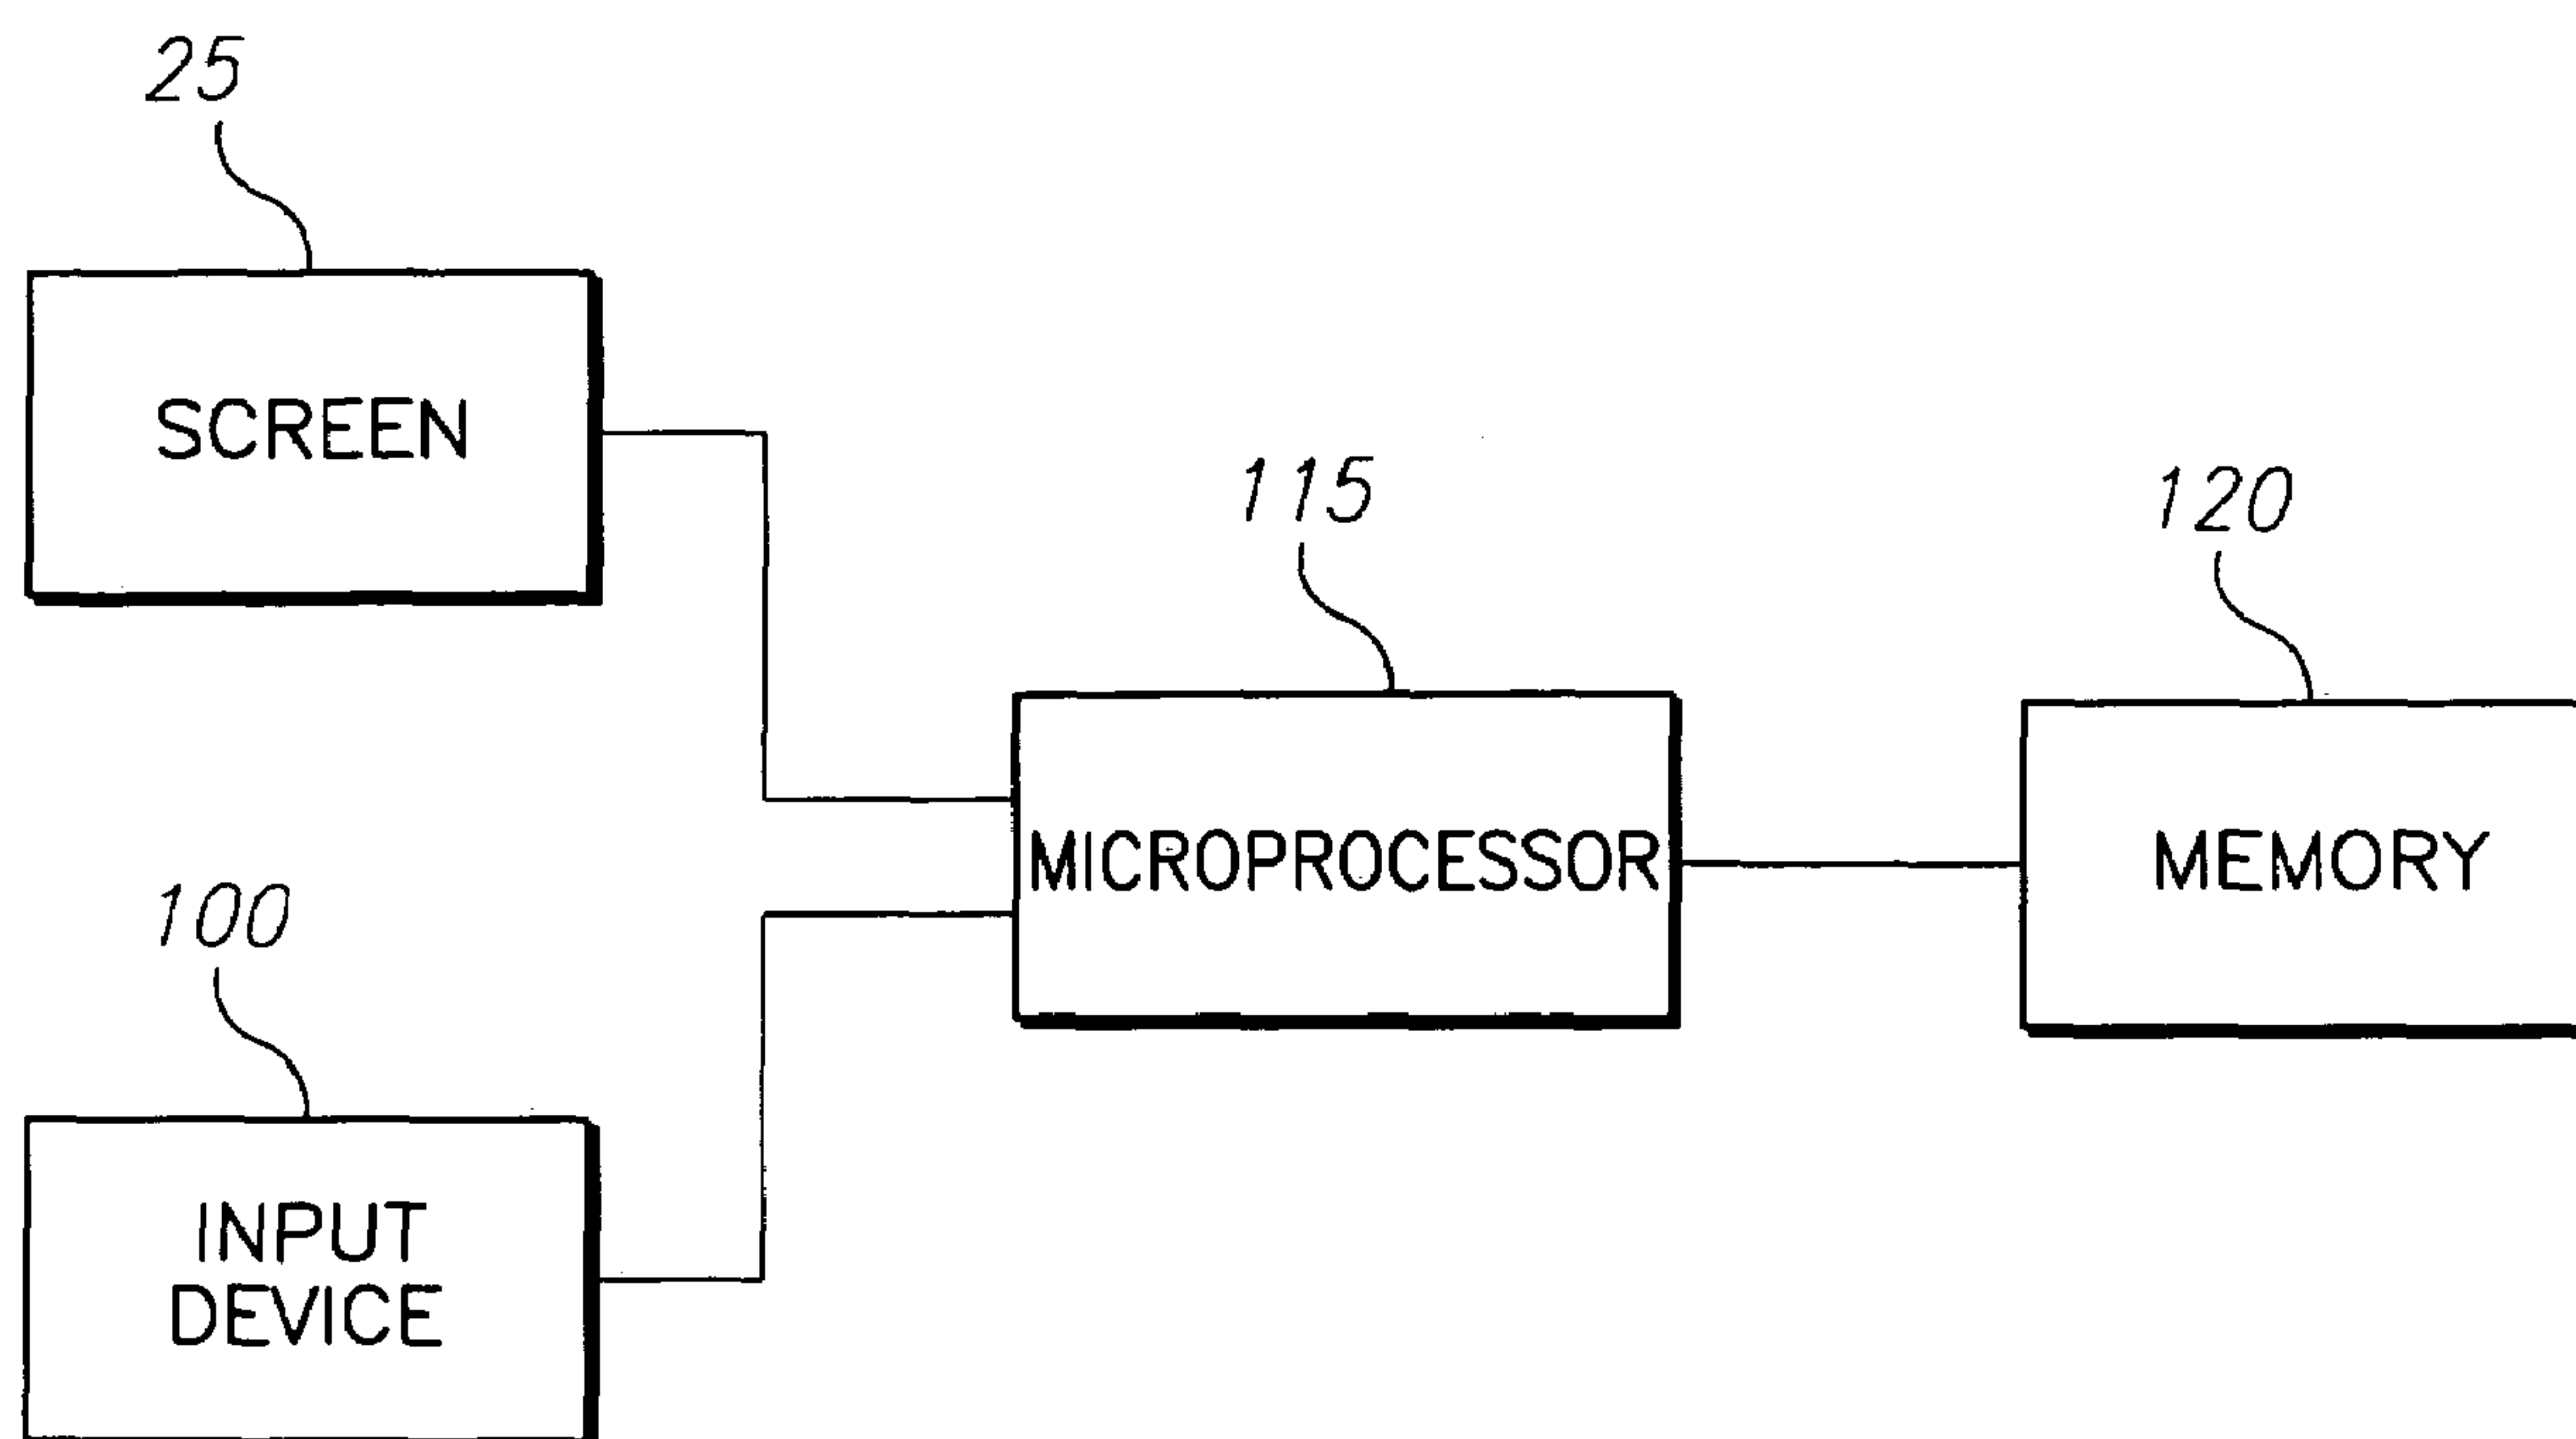 25
SCREEN
115
120
MICROPROCESSOR
MEMORY
100
INPUT
DEVICE